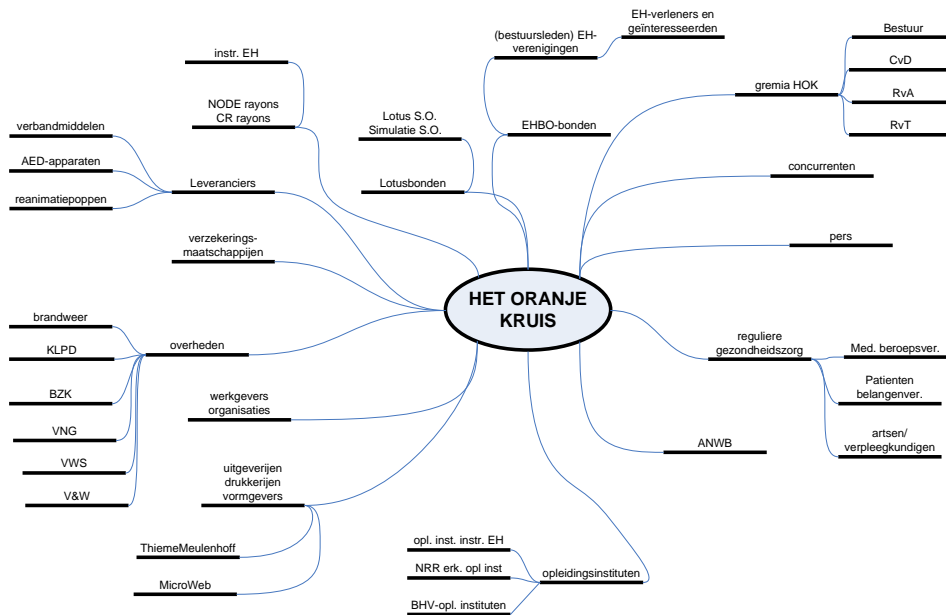 instr. EH
NODE rayons
CR rayons
verbandmiddelen
AED-apparaten
reanimatiepoppen
Leveranciers
verzekerings-
maatschappijen
(bestuursleden) EH-
verenigingen
EH-verleners en
geïnteresseerden
Lotus S.O.
Simulatie S.O.
Lotusbonden
EHBO-bonden
gremia HOK
Bestuur
CvD
RvA
RvT
concurrenten
pers
HET ORANJE
KRUIS
brandweer
KLPD
BZK
VNG
VWS
V&W
overheden
werkgevers
organisaties
uitgeverijen
drukkerijen
vormgevers
ThiemeMeulenhoff
MicroWeb
reguliere
gezondheidszorg
Med. beroepsver.
Patienten
belangenver.
artsen/
verpleegkundigen
ANWB
opl. inst. instr. EH
NRR erk. opl inst
BHV-opl. instituten
opleidingsinstituten